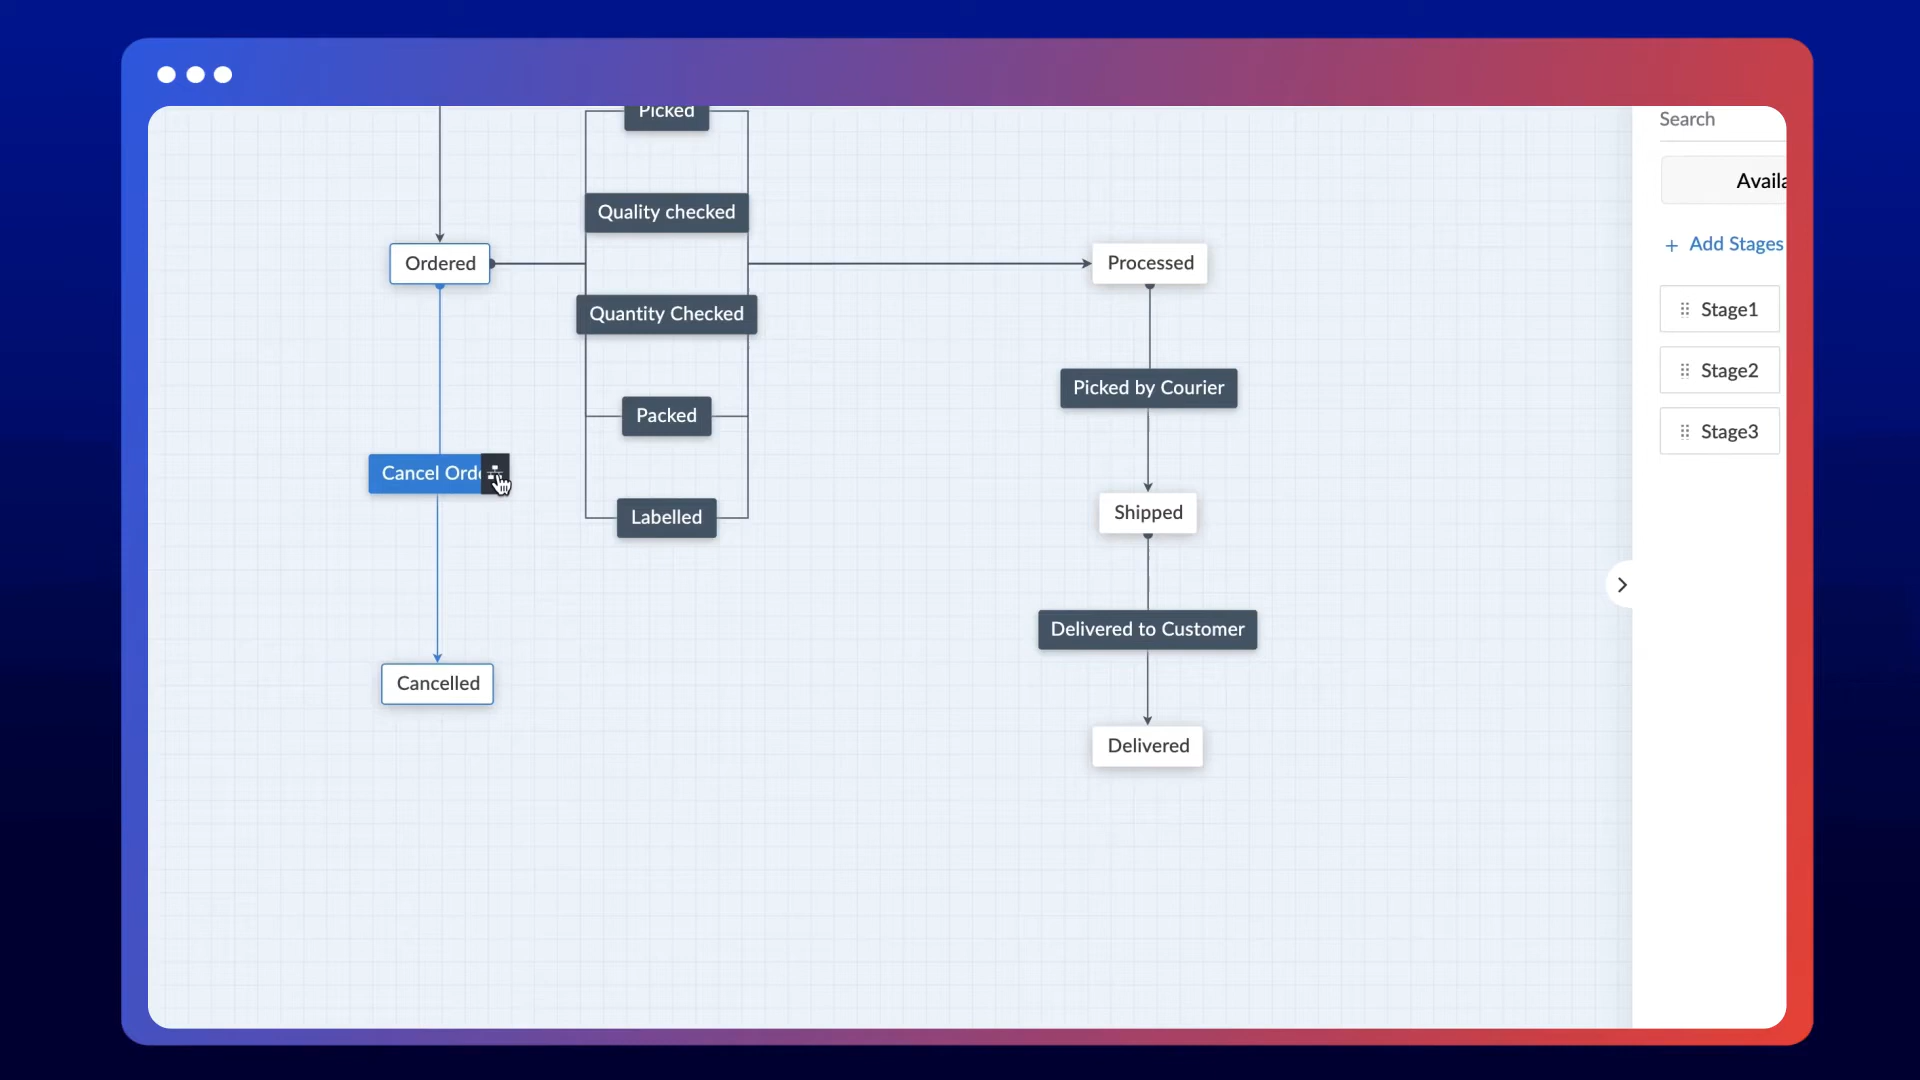 Picked
Search
Quality checked
Ordered
Processed
Add Stages
Quantity Checked
Stage1
Picked by Courier
Stage2
Packed
Stage3
Cancel
Shipped
Labelled
Delivered to Customer
Cancelled
Delivered